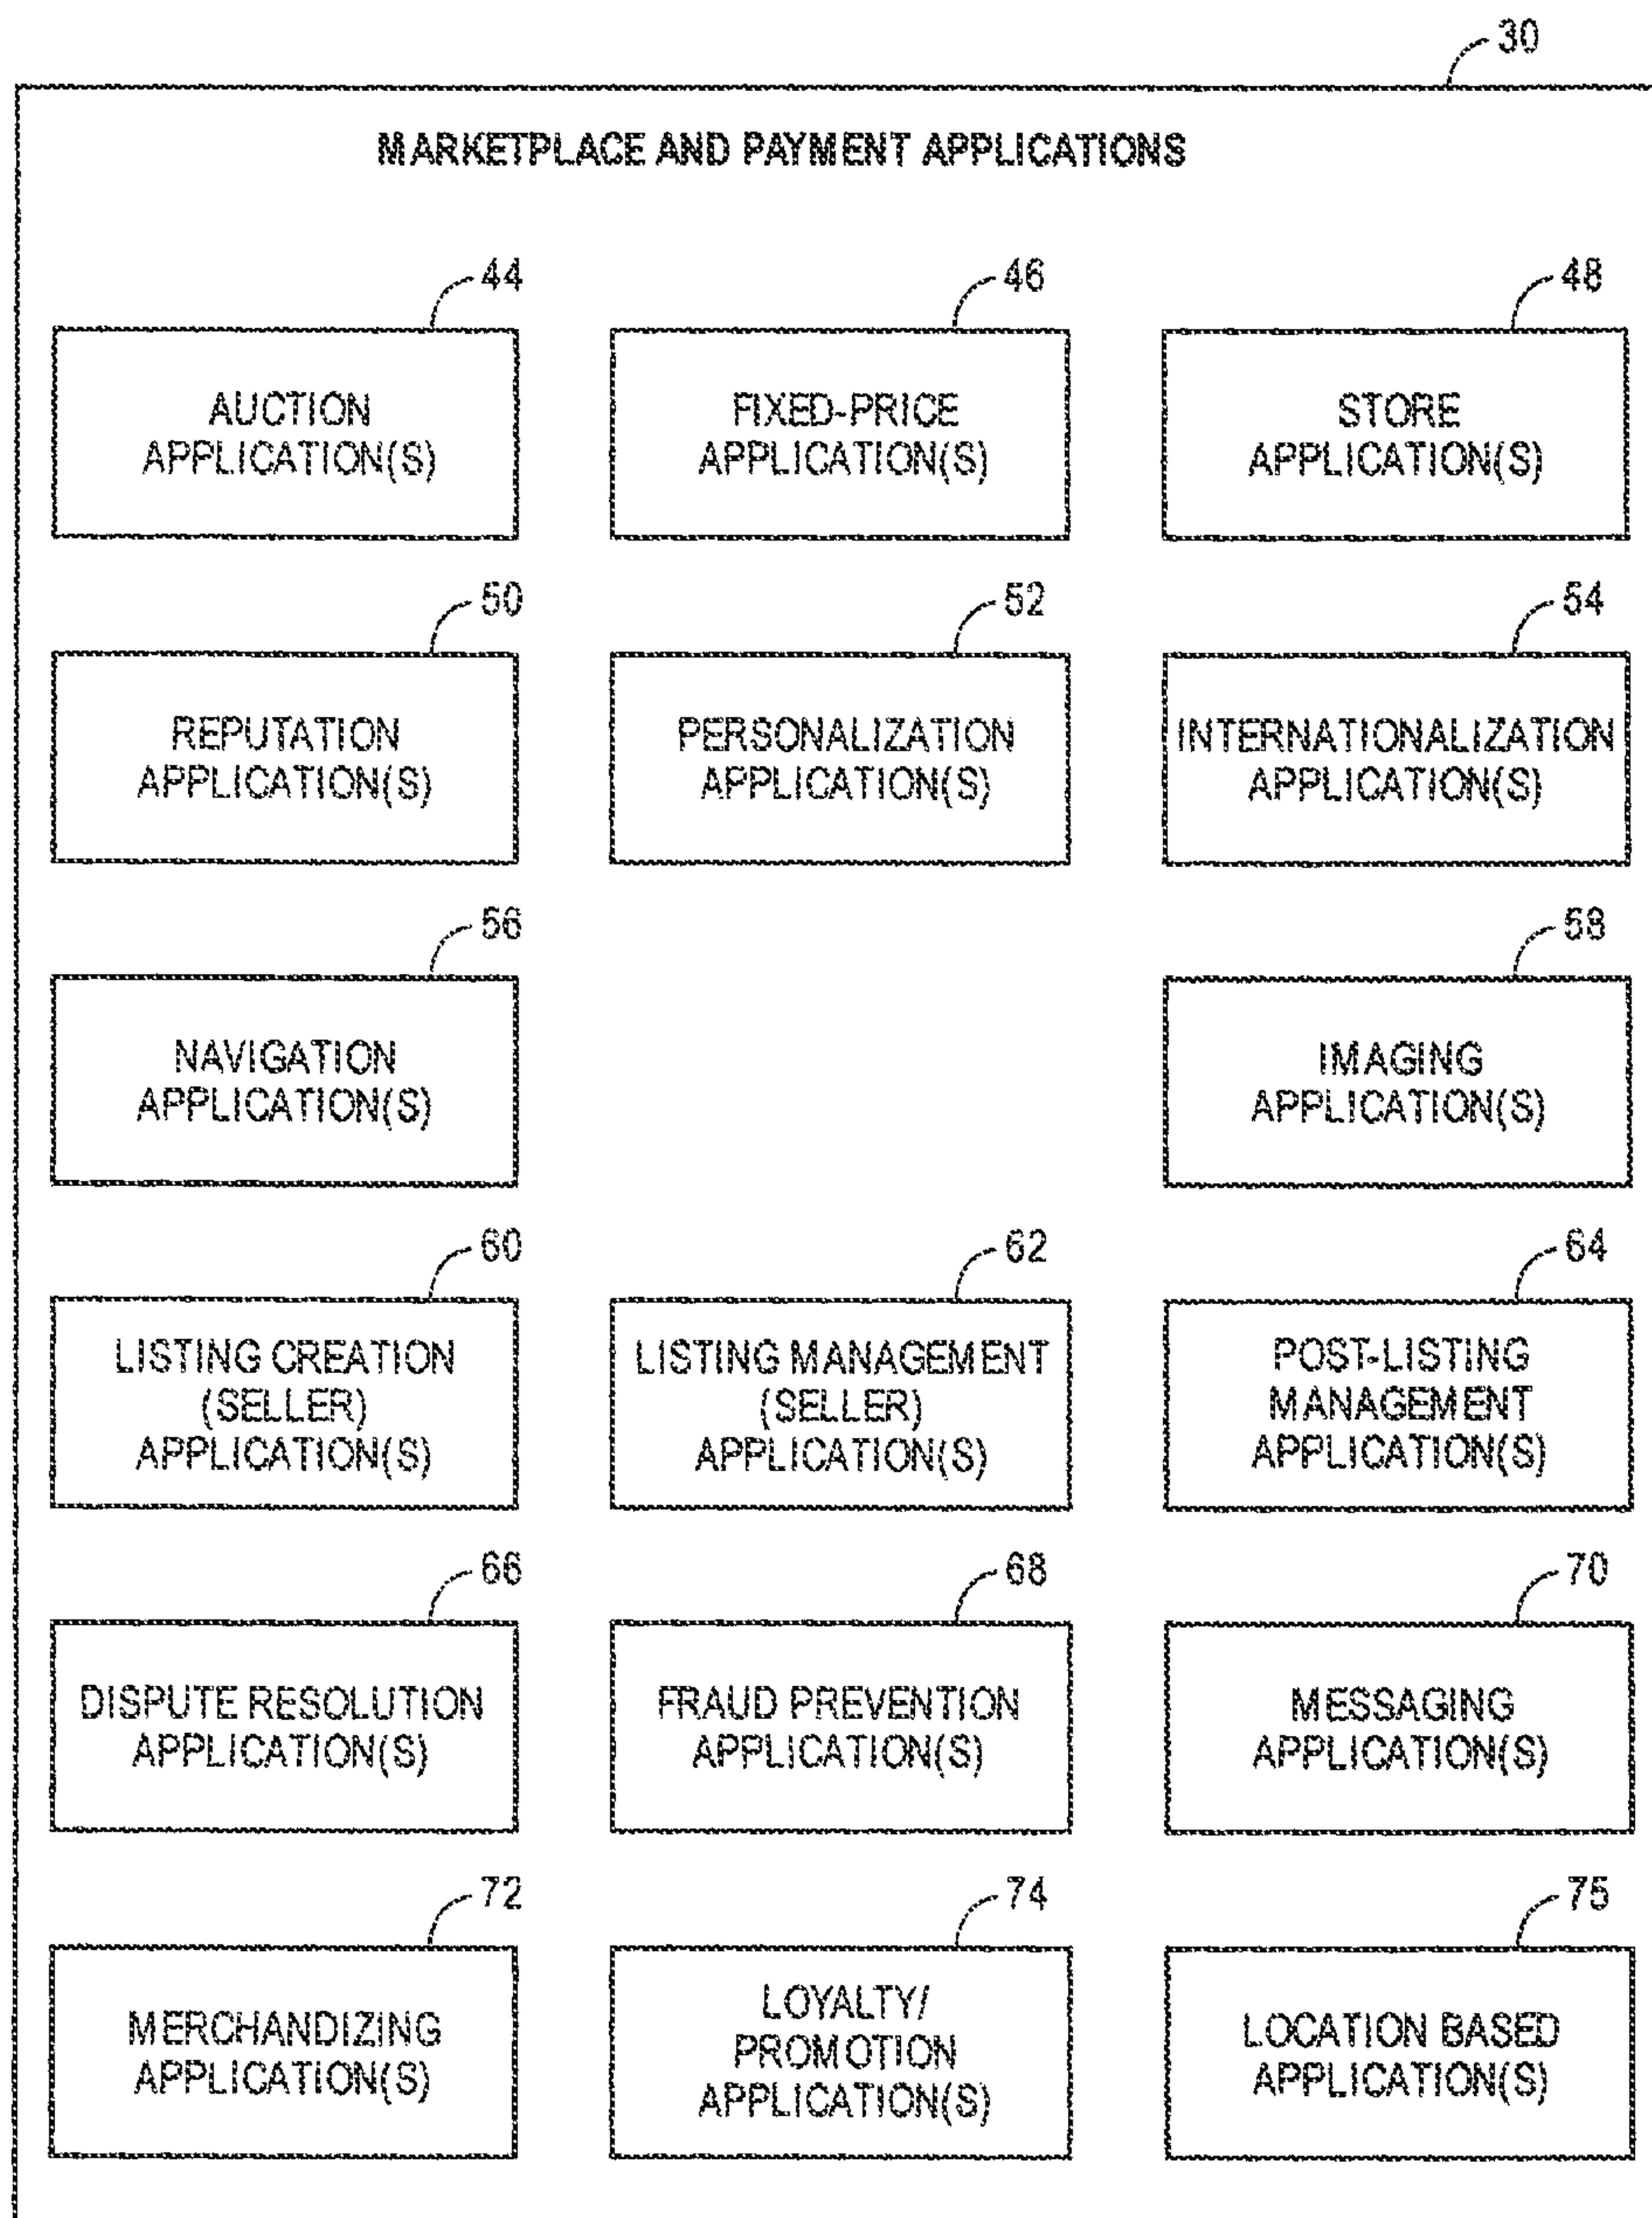 30
MARKETPLACE AND PAYMENT APPLICATIONS
44
46
48
AUCTION
APPLICATION(S)
FIXED-PRICE
APPLICATION(S)
STORE
APPLICATION(S)
50
52
54
REPUTATION
APPLICATION(S)
PERSONALIZATION
APPLICATION(S)
INTERNATIONALIZATION
APPLICATION(S)
56
58
NAVIGATION
APPLICATION(S)
IMAGING
APPLICATION(S)
60
62
64
LISTING CREATION
(SELLER)
APPLICATION(S)
LISTING MANAGEMENT
(SELLER)
APPLICATION(S)
POST-LISTING
MANAGEMENT
APPLICATION(S)
66
68
70
DISPUTE RESOLUTION
APPLICATION(S)
FRAUD PREVENTION
APPLICATION(S)
MESSAGING
APPLICATION(S)
72
74
75
MERCHANDIZING
APPLICATION(S)
LOYALTY/
PROMOTION
APPLICATION(S)
LOCATION BASED
APPLICATION(S)